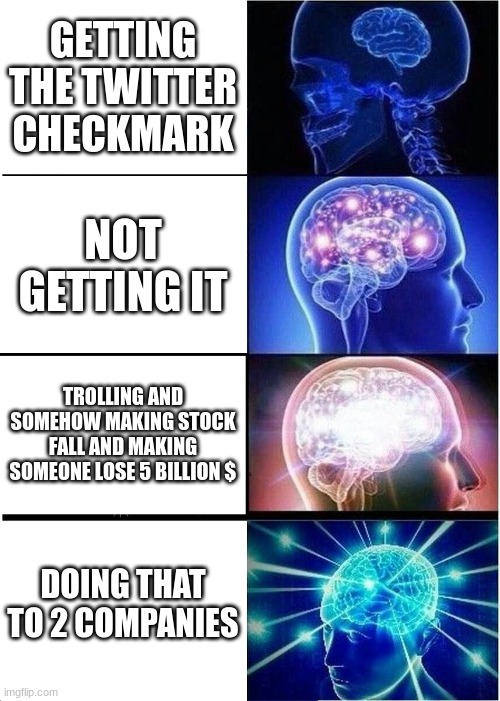 GETTING
THE TWITTER
CHECKMARK
NOT
GETTING IT
TROLLING AND
SOMEHOW MAKING STOCK
FALL AND MAKING
SOMEONE LOSE 5 BILLION $
DOING THAT
TO 2 COMPANIES
imgflip.com